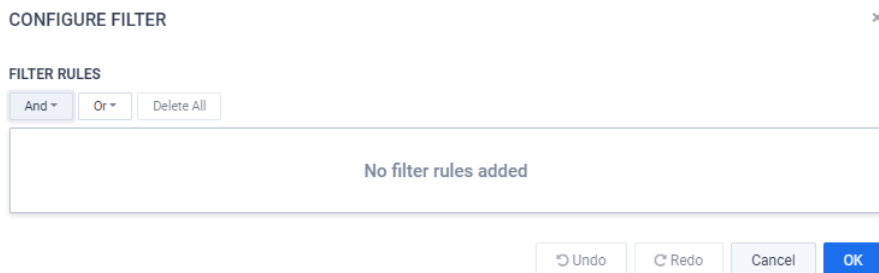 CONFIGURE FILTER ×
FILTER RULES
And Or Delete All
No filter rules added
Undo Redo Cancel OK